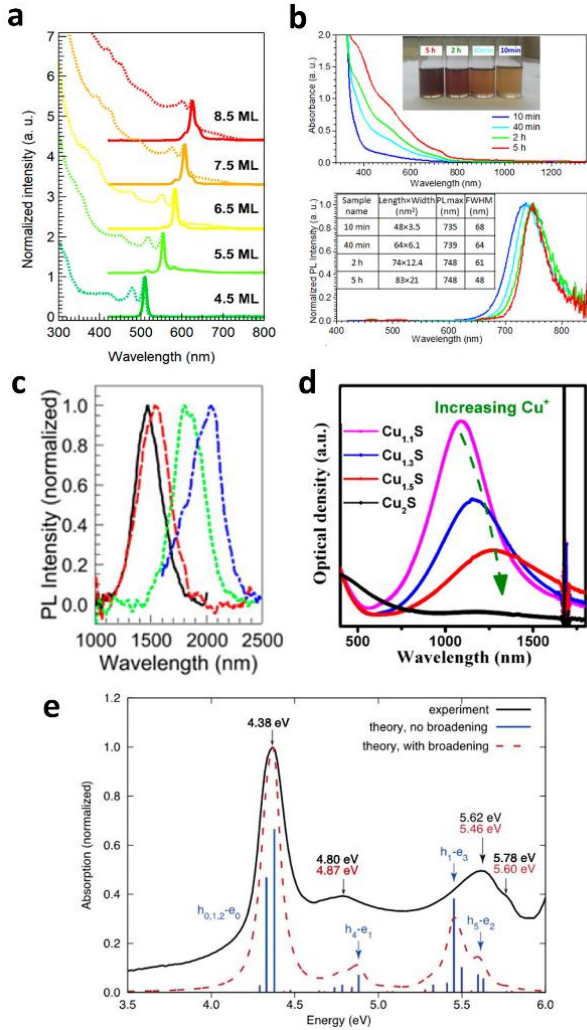 a
Normalized intensity (a. u.)
7
6
5
4
3
2
1
0
8.5 ML
7.5 ML
6.5 ML
5.5 ML
4.5 ML
300 400 500 600 700 800
Wavelength (nm)
b
Absorbance (a. u.)
2.0
1.5
1.0
0.5
0.0
5 h 2 h 40min 10min
10 min
40 min
2 h
5 h
400 600 800 1000 1200
Wavelength (nm)
Normalized PL Intensity (a.u.)
1.0
0.8
0.6
0.4
0.2
0.0
Sample name Length×Width (nm²) PLmax (nm) FWHM (nm)
10 min 48×3.5 735 68
40 min 64×6.1 739 64
2 h 74×12.4 748 61
5 h 83×21 748 48
400 500 600 700 800
Wavelength(nm)
c
PL Intensity (normalized)
1.0
0.8
0.6
0.4
0.2
0.0
1000 1500 2000 2500
Wavelength (nm)
d
Optical density (a.u.)
Increasing Cu⁺
Cu₁.₁S
Cu₁.₃S
Cu₁.₅S
Cu₂S
500 1000 1500
Wavelength (nm)
e
Absorption (normalized)
1.2
1.0
0.8
0.6
0.4
0.2
0.0
experiment
theory, no broadening
theory, with broadening
4.38 eV
4.80 eV
4.87 eV
5.62 eV
5.46 eV
5.78 eV
5.60 eV
h₀,₁,₂-e₀
h₄-e₁
h₁-e₃
h₅-e₂
3.5 4.0 4.5 5.0 5.5 6.0
Energy (eV)